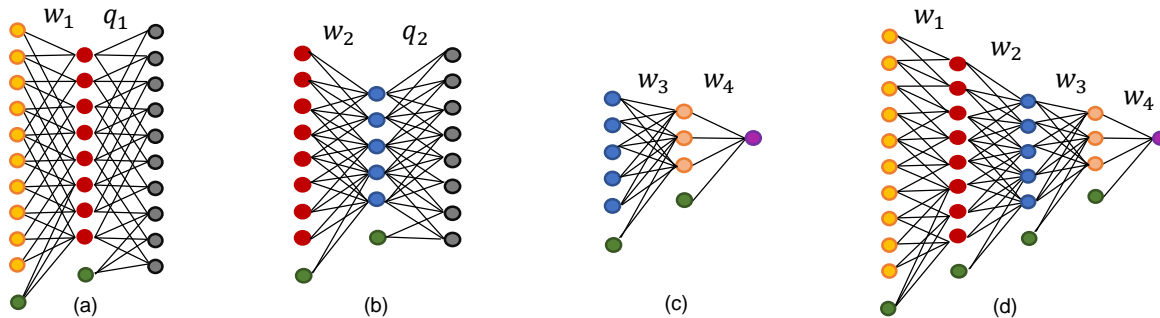 w₁ q₁
w₂ q₂
w₃ w₄
w₁
w₂
w₃
w₄
(a)
(b)
(c)
(d)